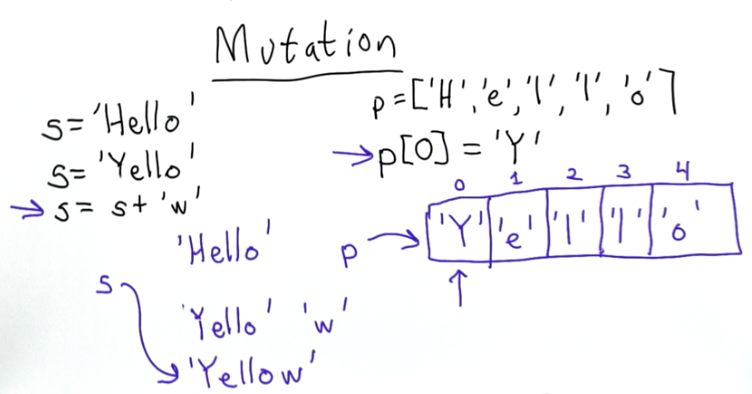 Mutation
s='Hello'
s='Yello'
→ s= s+'w'
'Hello'
s
'Yello' 'w'
'Yellow'
p=['H','e','l','l','o']
→ p[0] = 'Y'
0 1 2 3 4
p → 'Y' 'e' 'l' 'l' 'o'